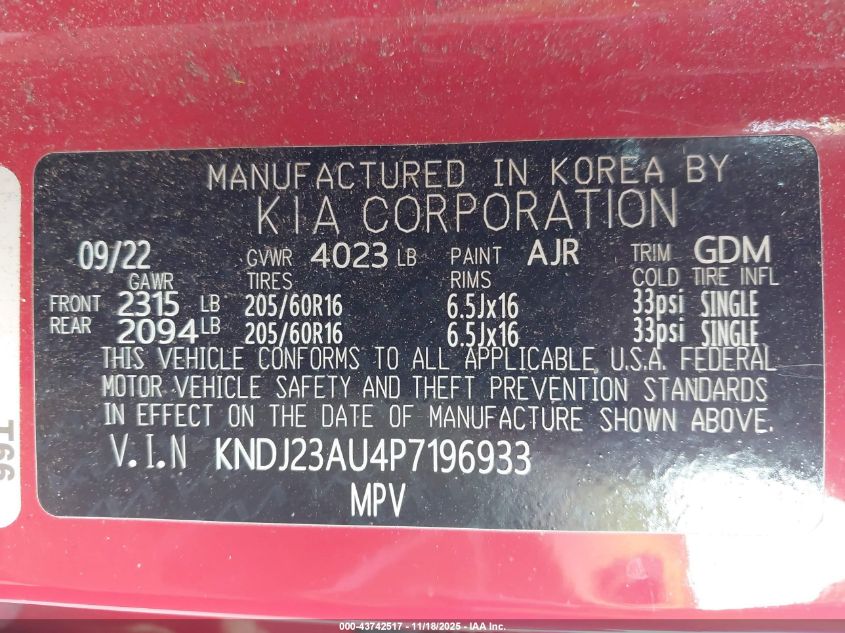 MANUFACTURED IN KOREA BY
KIA CORPORATION
09/22 GVWR 4023 LB PAINT AJR TRIM GDM
GAWR TIRES RIMS COLD TIRE INFL
FRONT 2315 LB 205/60R16 6.5Jx16 33psi SINGLE
REAR 2094 LB 205/60R16 6.5Jx16 33psi SINGLE
THIS VEHICLE CONFORMS TO ALL APPLICABLE U.S.A. FEDERAL
MOTOR VEHICLE SAFETY AND THEFT PREVENTION STANDARDS
IN EFFECT ON THE DATE OF MANUFACTURE SHOWN ABOVE.
V.I.N KNDJ23AU4P7196933
MPV
000-43742517 - 11/18/2025 - IAA Inc.